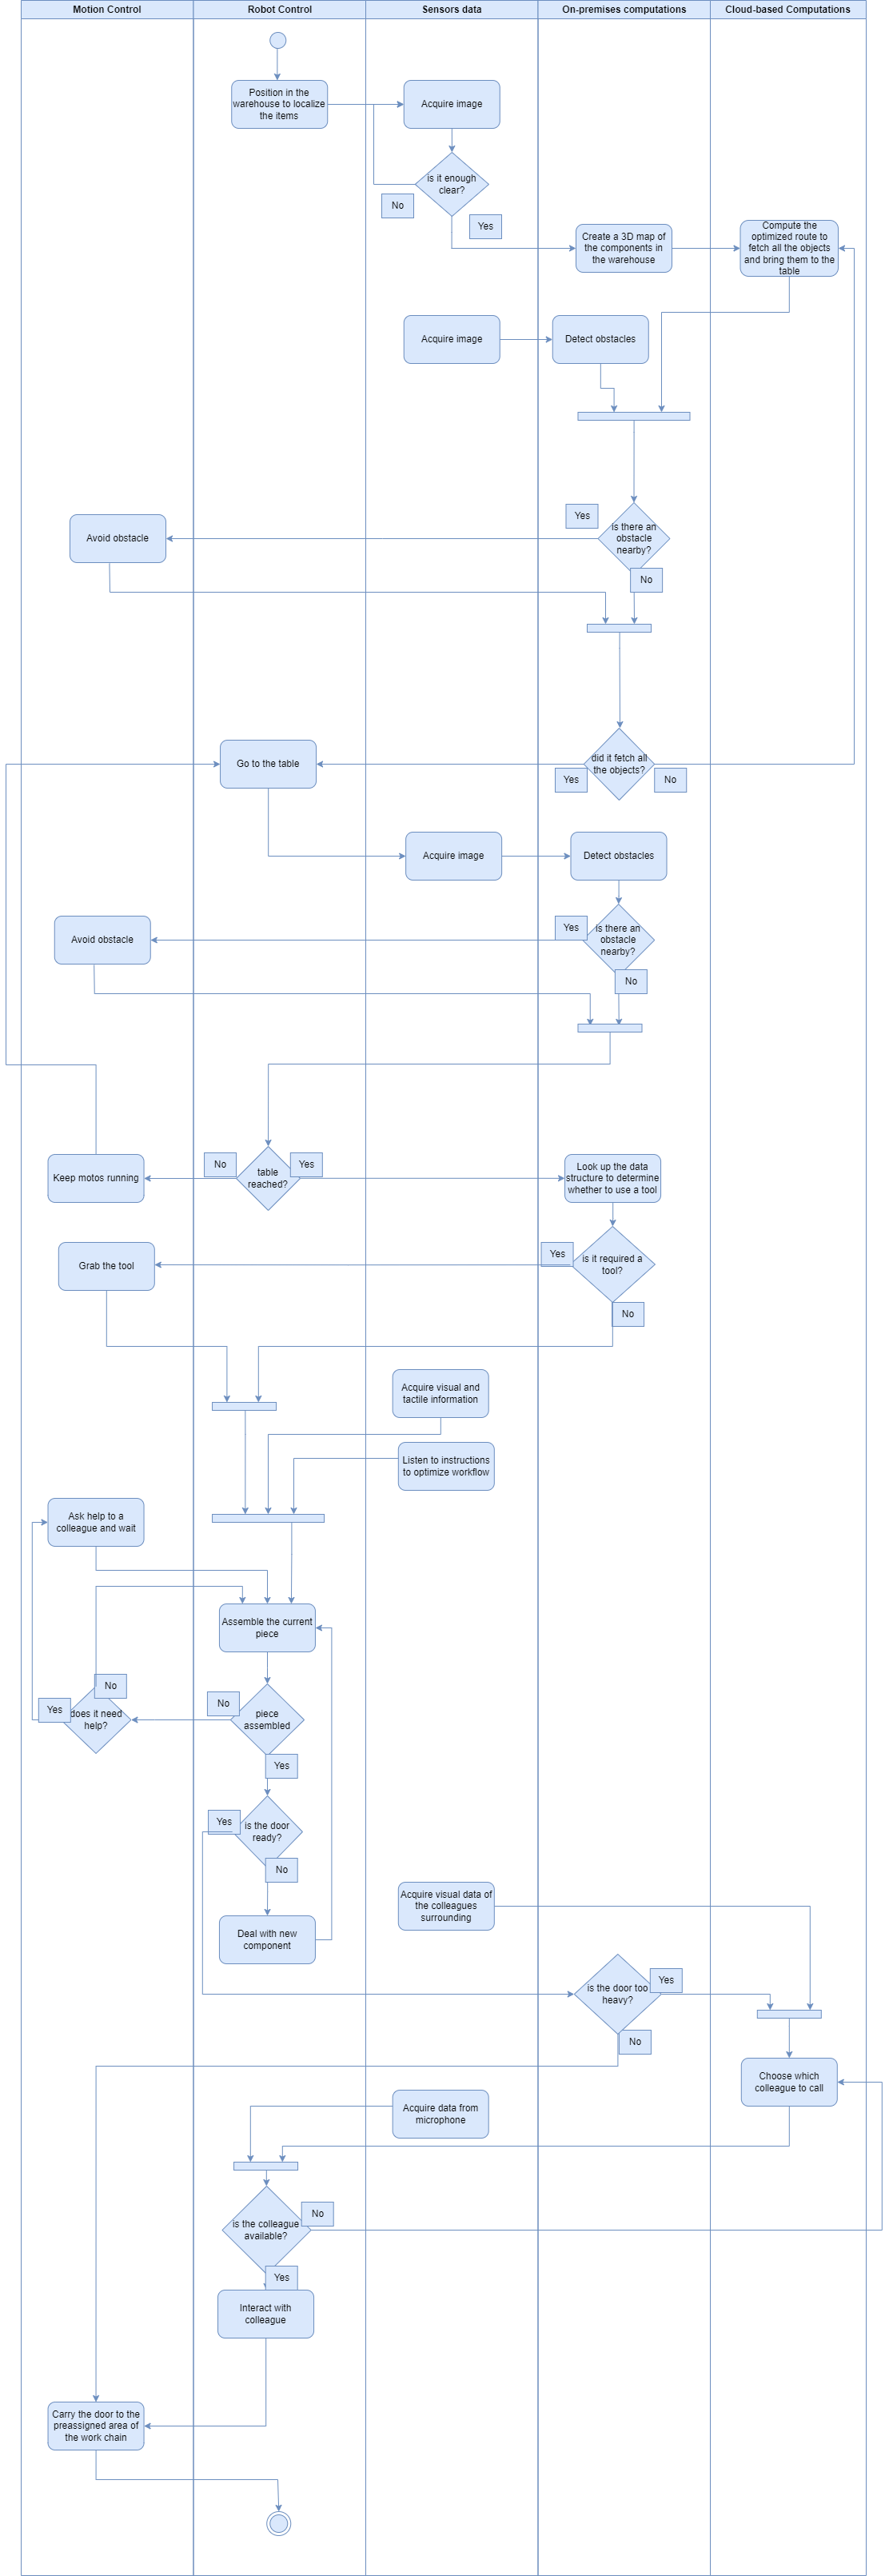 Motion Control
Robot Control
Sensors data
On-premises computations
Cloud-based Computations
Position in the
warehouse to localize
the items
Acquire image
is it enough
clear?
No
Yes
Create a 3D map of
the components in
the warehouse
Compute the
optimized route to
fetch all the objects
and bring them to the
table
Acquire image
Detect obstacles
Yes
is there an
obstacle
nearby?
Avoid obstacle
No
Go to the table
did it fetch all
the objects?
Yes
No
Acquire image
Detect obstacles
Avoid obstacle
Yes
is there an
obstacle
nearby?
No
Keep motos running
No
table
reached?
Yes
Look up the data
structure to determine
whether to use a tool
Grab the tool
Yes
is it required a
tool?
No
Acquire visual and
tactile information
Listen to instructions
to optimize workflow
Ask help to a
colleague and wait
Assemble the current
piece
No
Yes
does it need
help?
No
piece
assembled
Yes
Yes
is the door
ready?
No
Acquire visual data of
the colleagues
surrounding
Deal with new
component
is the door too
heavy?
Yes
No
Choose which
colleague to call
Acquire data from
microphone
is the colleague
available?
No
Yes
Interact with
colleague
Carry the door to the
preassigned area of
the work chain